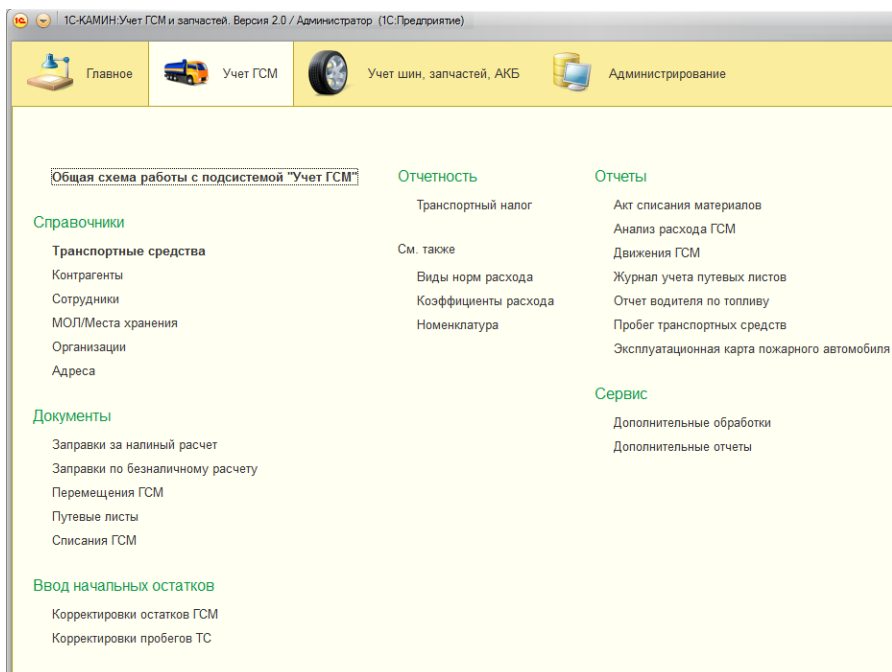 1С-КАМИН:Учет ГСМ и запчастей. Версия 2.0 / Администратор (1С:Предприятие)
Главное
Учет ГСМ
Учет шин, запчастей, АКБ
Администрирование
Общая схема работы с подсистемой "Учет ГСМ"
Справочники
Транспортные средства
Контрагенты
Сотрудники
МОЛ/Места хранения
Организации
Адреса
Документы
Заправки за налиный расчет
Заправки по безналичному расчету
Перемещения ГСМ
Путевые листы
Списания ГСМ
Ввод начальных остатков
Корректировки остатков ГСМ
Корректировки пробегов ТС
Отчетность
Транспортный налог
См. также
Виды норм расхода
Коэффициенты расхода
Номенклатура
Отчеты
Акт списания материалов
Анализ расхода ГСМ
Движения ГСМ
Журнал учета путевых листов
Отчет водителя по топливу
Пробег транспортных средств
Эксплуатационная карта пожарного автомобиля
Сервис
Дополнительные обработки
Дополнительные отчеты